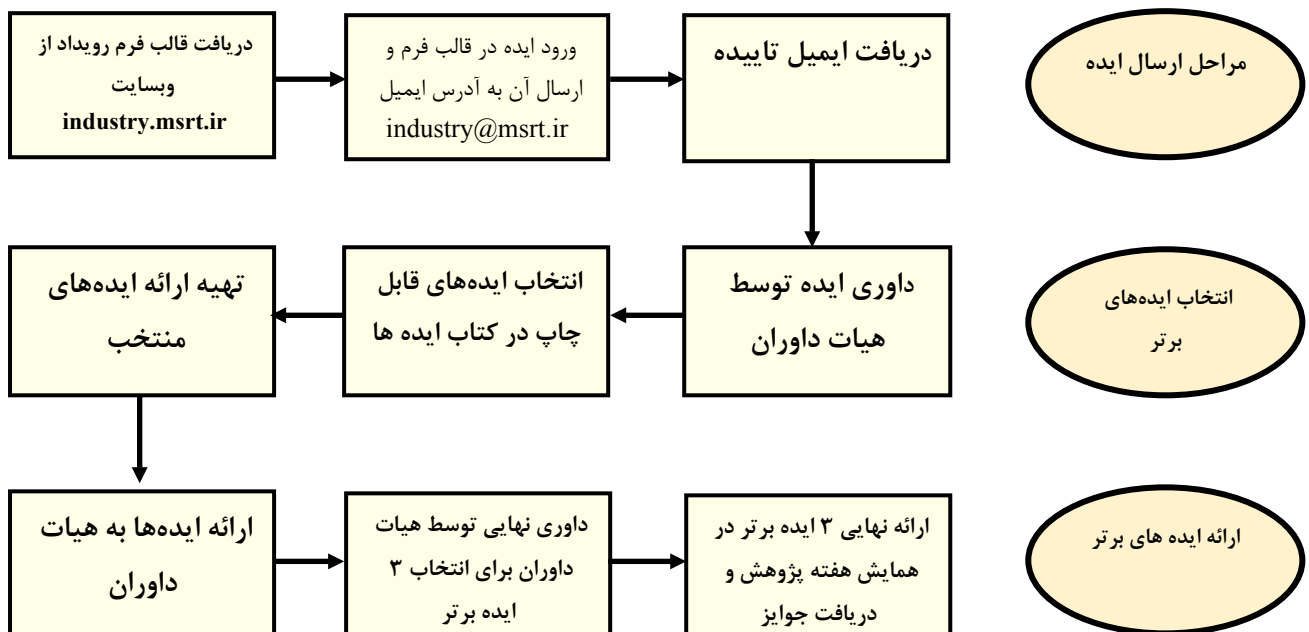 دریافت قالب فرم رویداد از
وبسایت
industry.msrt.ir
ورود ایده در قالب فرم و
ارسال آن به آدرس ایمیل
industry@msrt.ir
دریافت ایمیل تاییده
مراحل ارسال ایده
داوری ایده توسط
هیات داوران
انتخاب ایده‌های قابل
چاپ در کتاب ایده ها
تهیه ارائه ایده‌های
منتخب
انتخاب ایده‌های
برتر
ارائه ایده‌ها به هیات
داوران
داوری نهایی توسط هیات
داوران برای انتخاب ۳
ایده برتر
ارائه نهایی ۳ ایده برتر در
همایش هفته پژوهش و
دریافت جوایز
ارائه ایده های برتر